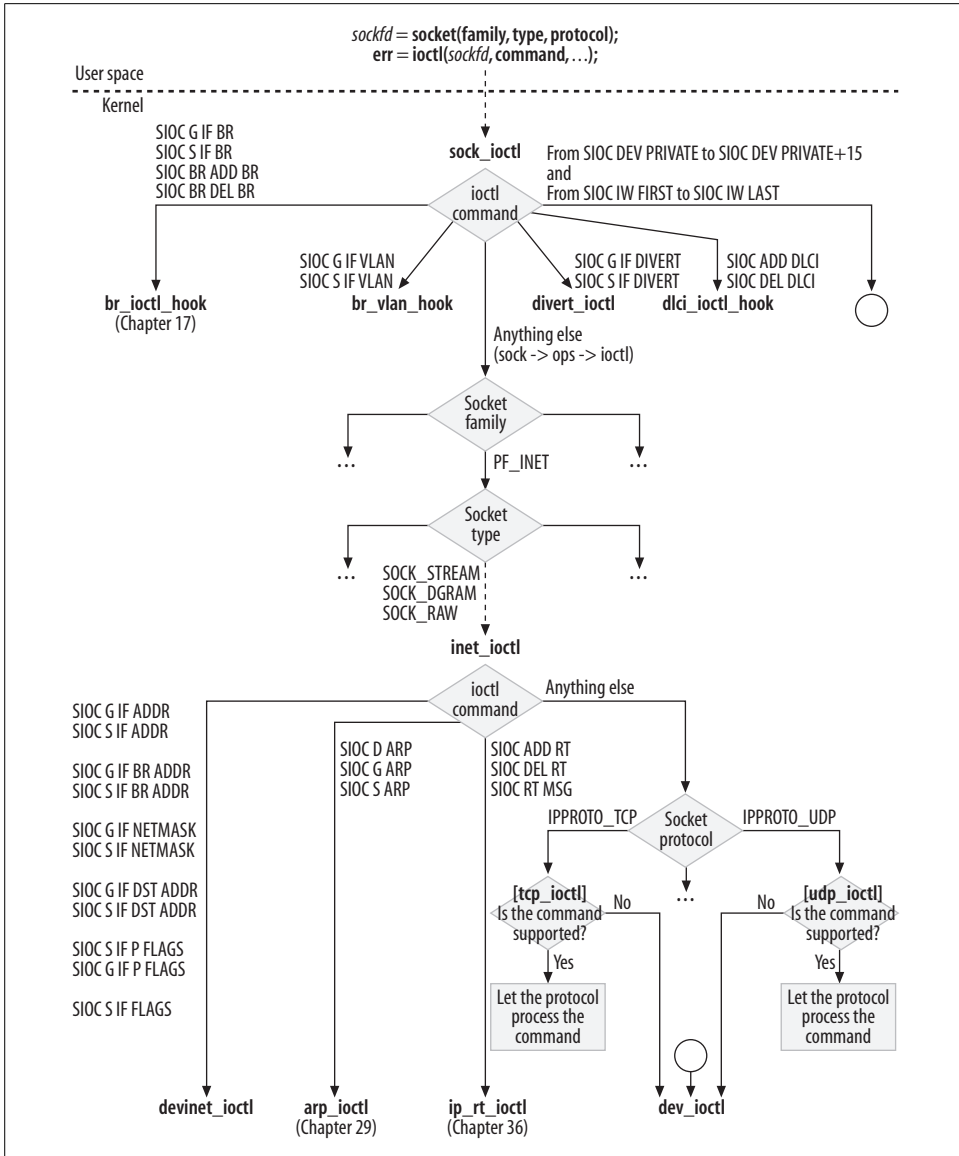 sockfd = socket(family, type, protocol);
err = ioctl(sockfd, command, ...);
User space
Kernel
SIOC G IF BR
SIOC S IF BR
SIOC BR ADD BR
SIOC BR DEL BR
sock_ioctl
From SIOC DEV PRIVATE to SIOC DEV PRIVATE+15
and
From SIOC IW FIRST to SIOC IW LAST
ioctl
command
SIOC G IF VLAN
SIOC S IF VLAN
SIOC G IF DIVERT
SIOC S IF DIVERT
SIOC ADD DLCI
SIOC DEL DLCI
br_ioctl_hook
(Chapter 17)
br_vlan_hook
divert_ioctl
dlci_ioctl_hook
Anything else
(sock -> ops -> ioctl)
Socket
family
...
...
PF_INET
Socket
type
...
...
SOCK_STREAM
SOCK_DGRAM
SOCK_RAW
inet_ioctl
ioctl
command
Anything else
SIOC G IF ADDR
SIOC S IF ADDR
SIOC G IF BR ADDR
SIOC S IF BR ADDR
SIOC G IF NETMASK
SIOC S IF NETMASK
SIOC G IF DST ADDR
SIOC S IF DST ADDR
SIOC S IF P FLAGS
SIOC G IF P FLAGS
SIOC S IF FLAGS
SIOC D ARP
SIOC G ARP
SIOC S ARP
SIOC ADD RT
SIOC DEL RT
SIOC RT MSG
IPPROTO_TCP
Socket
protocol
IPPROTO_UDP
...
[tcp_ioctl]
Is the command
supported?
No
Yes
Let the protocol
process the
command
No
[udp_ioctl]
Is the command
supported?
Yes
Let the protocol
process the
command
devinet_ioctl
arp_ioctl
(Chapter 29)
ip_rt_ioctl
(Chapter 36)
dev_ioctl